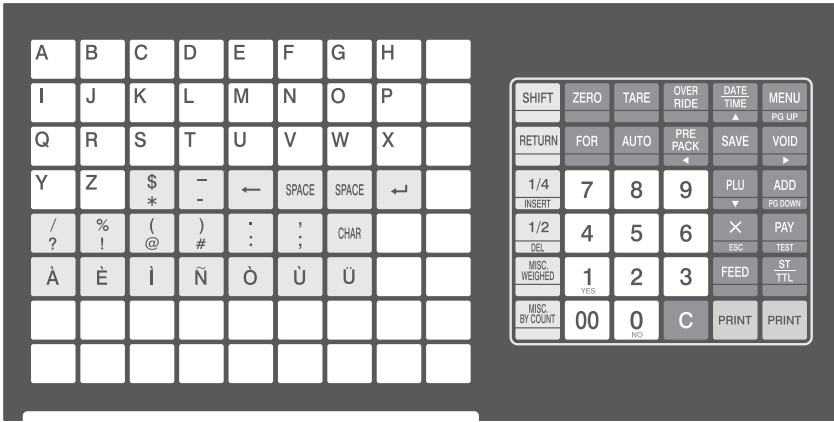 A B C D E F G H
I J K L M N O P
Q R S T U V W X
Y Z $ * – - ← SPACE SPACE ↵
/ ? % ! ( @ ) # . : , ; CHAR
À È Ì Ñ Ò Ù Ü
SHIFT ZERO TARE OVER RIDE DATE TIME ▲ MENU PG UP
RETURN FOR AUTO PRE PACK ◄ SAVE VOID ►
1/4 INSERT 7 8 9 PLU ▼ ADD PG DOWN
1/2 DEL 4 5 6 × ESC PAY TEST
MISC. WEIGHED 1 YES 2 3 FEED ST TTL
MISC. BY COUNT 00 0 NO C PRINT PRINT